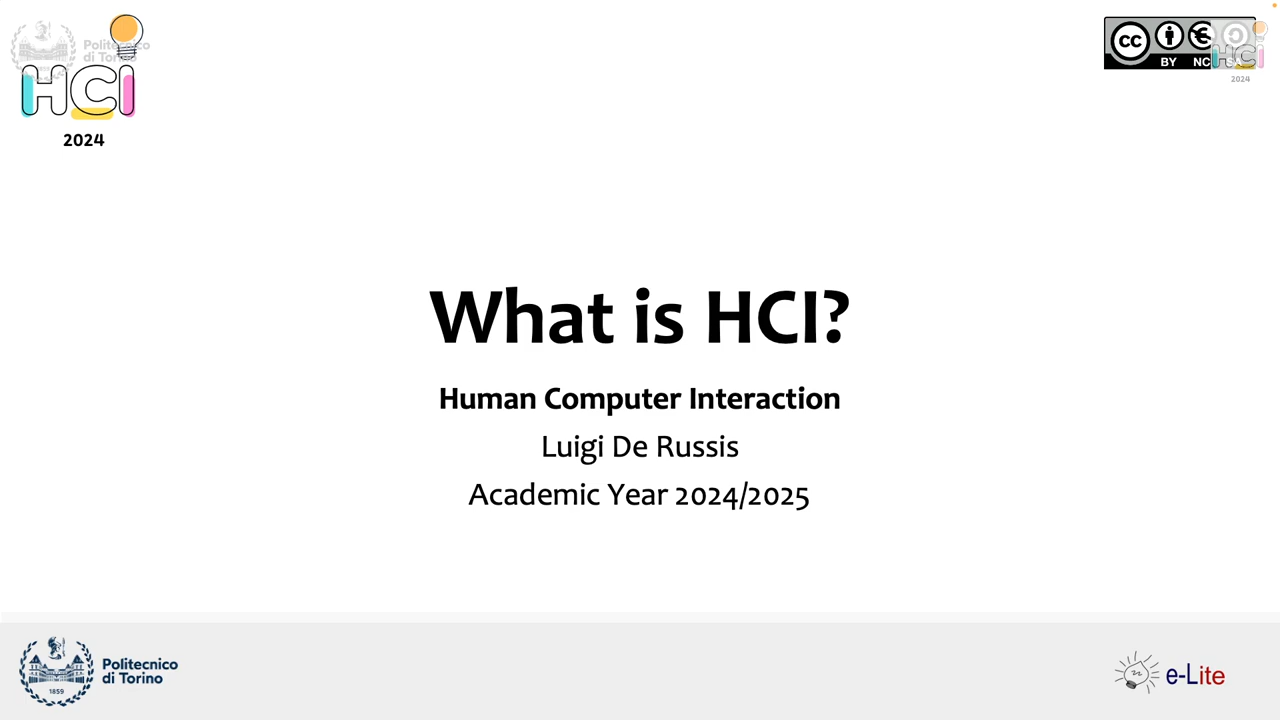 Politecnico
di Torino
HCI
2024
CC
BY NC SA
HCI
2024
What is HCI?
Human Computer Interaction
Luigi De Russis
Academic Year 2024/2025
1859
Politecnico
di Torino
e-Lite